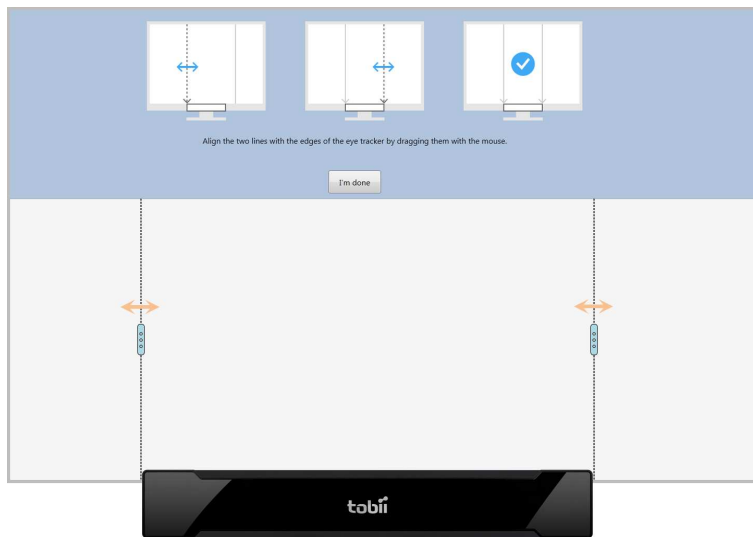 Align the two lines with the edges of the eye tracker by dragging them with the mouse.
I'm done
tobii